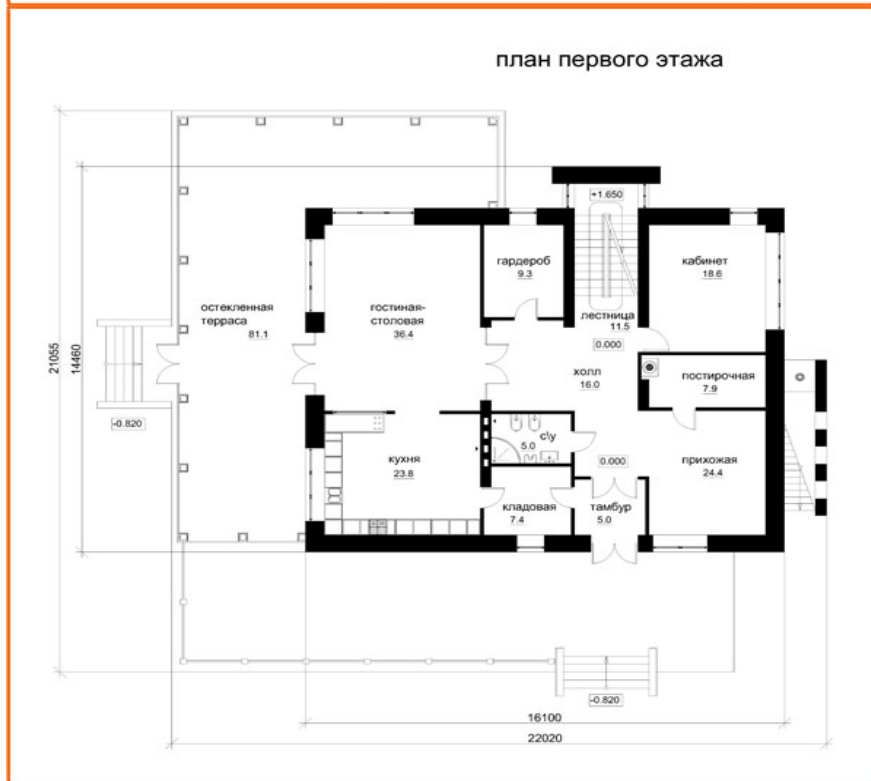 план первого этажа
+1.650
гардероб
9.3
кабинет
18.6
остекленная
терраса
81.1
гостиная-
столовая
36.4
лестница
11.5
0.000
холл
16.0
постирочная
7.9
21055
14460
-0.820
с\у
5.0
кухня
23.8
0.000
прихожая
24.4
кладовая
7.4
тамбур
5.0
-0.820
16100
22020